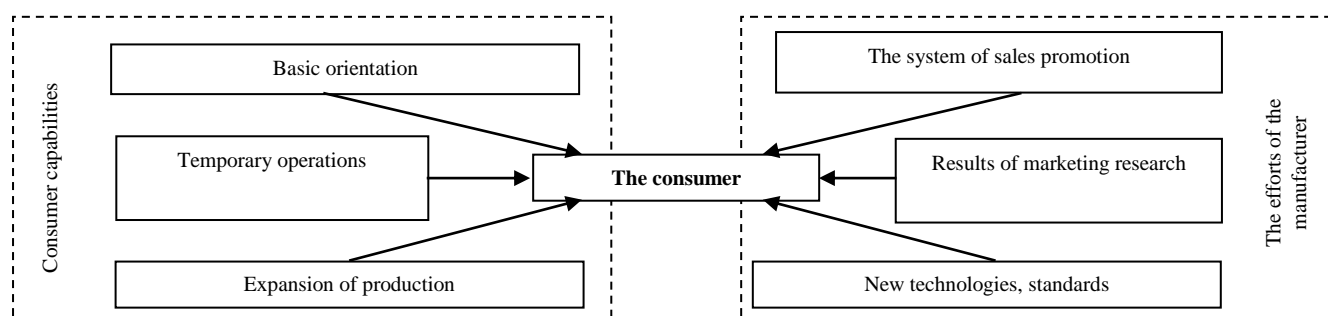 Consumer capabilities
Basic orientation
Temporary operations
Expansion of production
The consumer
The system of sales promotion
Results of marketing research
New technologies, standards
The efforts of the
manufacturer